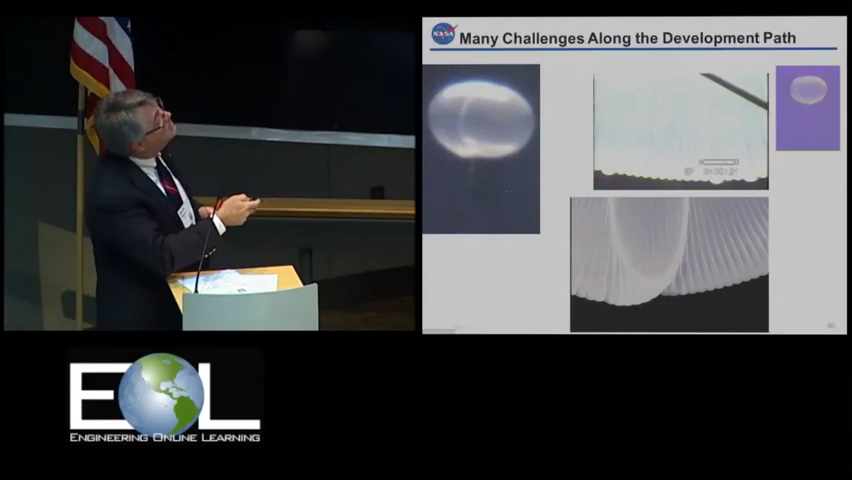 NASA
Many Challenges Along the Development Path
EOL
ENGINEERING ONLINE LEARNING